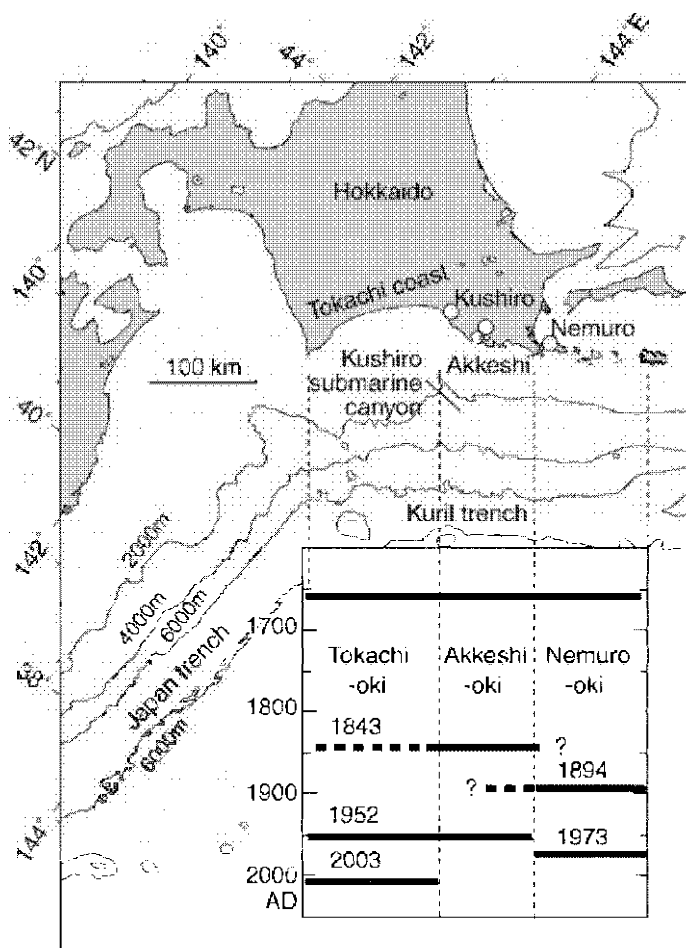 140°
44°
142°
144°E
42°N
Hokkaido
140°
Tokachi coast
Kushiro
Nemuro
100 km
Kushiro
submarine
canyon
Akkeshi
40°
Kuril trench
142°
2000m
4000m
6000m
Japan trench
6000m
144°
1700
Tokachi
-oki
Akkeshi
-oki
Nemuro
-oki
1800
1843
?
?
1894
1900
1952
1973
2003
2000
AD